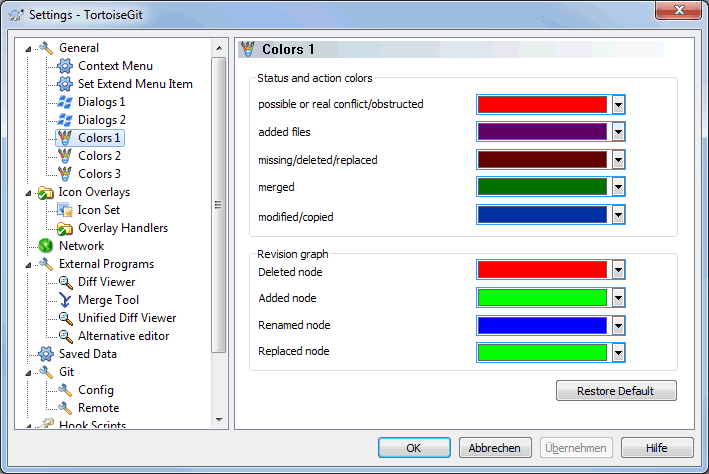 Settings - TortoiseGit
General
Context Menu
Set Extend Menu Item
Dialogs 1
Dialogs 2
Colors 1
Colors 2
Colors 3
Icon Overlays
Icon Set
Overlay Handlers
Network
External Programs
Diff Viewer
Merge Tool
Unified Diff Viewer
Alternative editor
Saved Data
Git
Config
Remote
Hook Scripts
Colors 1
Status and action colors
possible or real conflict/obstructed
added files
missing/deleted/replaced
merged
modified/copied
Revision graph
Deleted node
Added node
Renamed node
Replaced node
Restore Default
OK
Abbrechen
Übernehmen
Hilfe